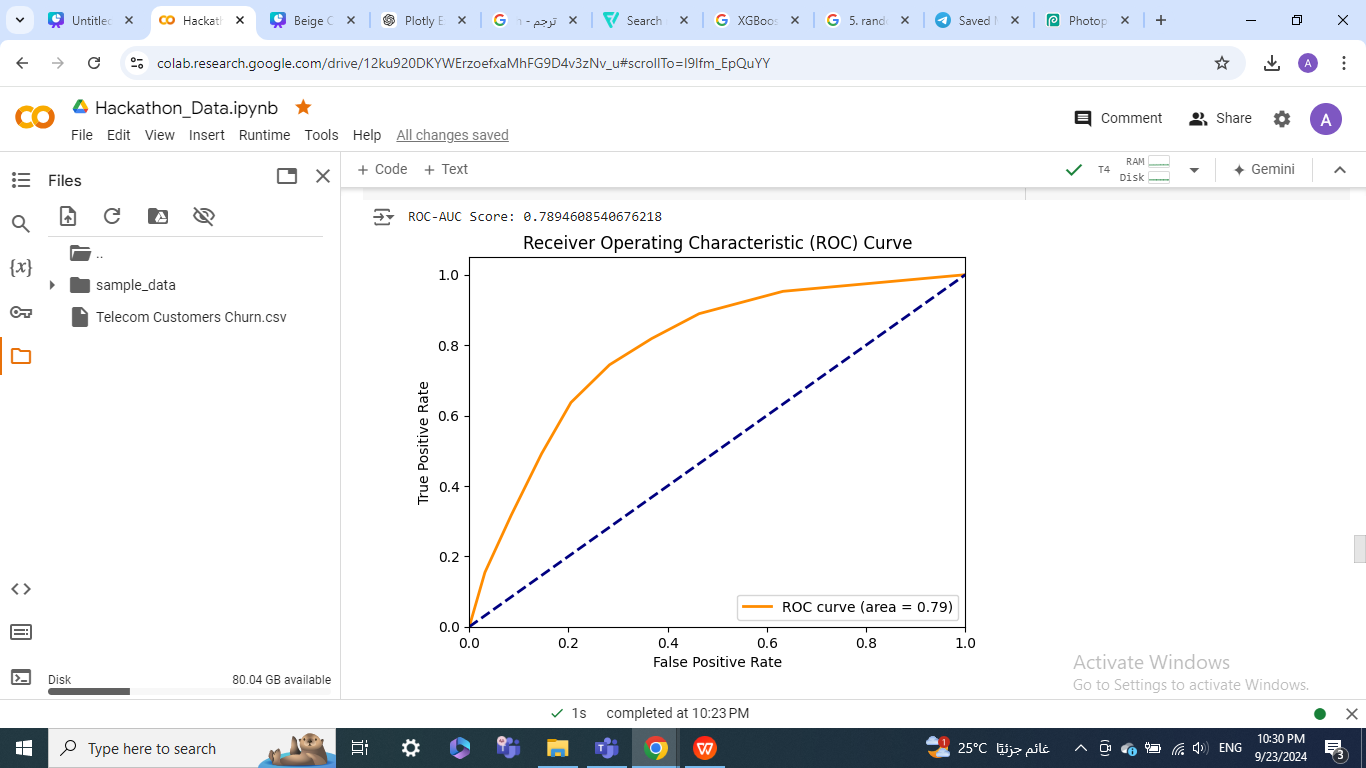 Untitled
Hackath
Beige C
Plotly E
ترجم - n
Search
XGBoos
5. rand
Saved M
Photop
colab.research.google.com/drive/12ku920DKYWErzoefxaMhFG9D4v3zNv_u#scrollTo=I9Ifm_EpQuYY
A
Hackathon_Data.ipynb
File Edit View Insert Runtime Tools Help All changes saved
Comment
Share
A
Files
+ Code + Text
T4
RAM
Disk
Gemini
{x}
..
sample_data
Telecom Customers Churn.csv
ROC-AUC Score: 0.7894608540676218
Receiver Operating Characteristic (ROC) Curve
1.0
0.8
0.6
0.4
0.2
0.0
True Positive Rate
0.0 0.2 0.4 0.6 0.8 1.0
False Positive Rate
ROC curve (area = 0.79)
Disk 80.04 GB available
Activate Windows
Go to Settings to activate Windows.
1s completed at 10:23 PM
Type here to search
1
25°C غائم جزئيًا
ENG
10:30 PM
9/23/2024
3